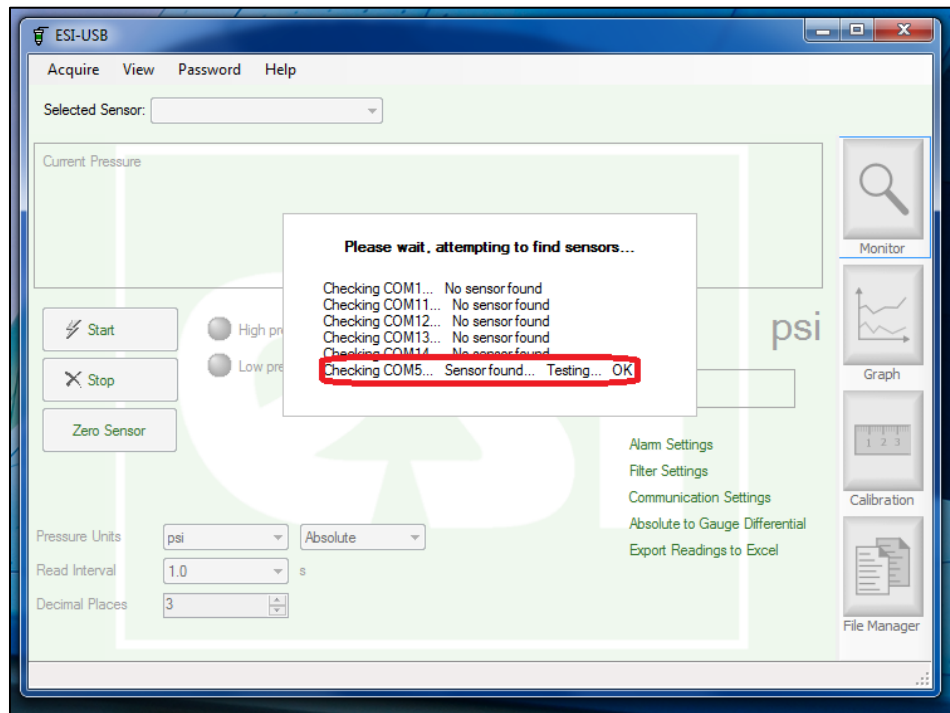 ESI-USB
Acquire View Password Help
Selected Sensor:
Current Pressure
Please wait, attempting to find sensors...
Checking COM1... No sensor found
Checking COM11... No sensor found
Checking COM12... No sensor found
Checking COM13... No sensor found
Checking COM14... No sensor found
Checking COM5... Sensor found... Testing... OK
Monitor
Start
High pre
psi
Stop
Low pre
Graph
Zero Sensor
1 2 3
Alarm Settings
Filter Settings
Communication Settings
Calibration
Absolute to Gauge Differential
Export Readings to Excel
Pressure Units psi Absolute
Read Interval 1.0 s
Decimal Places 3
File Manager